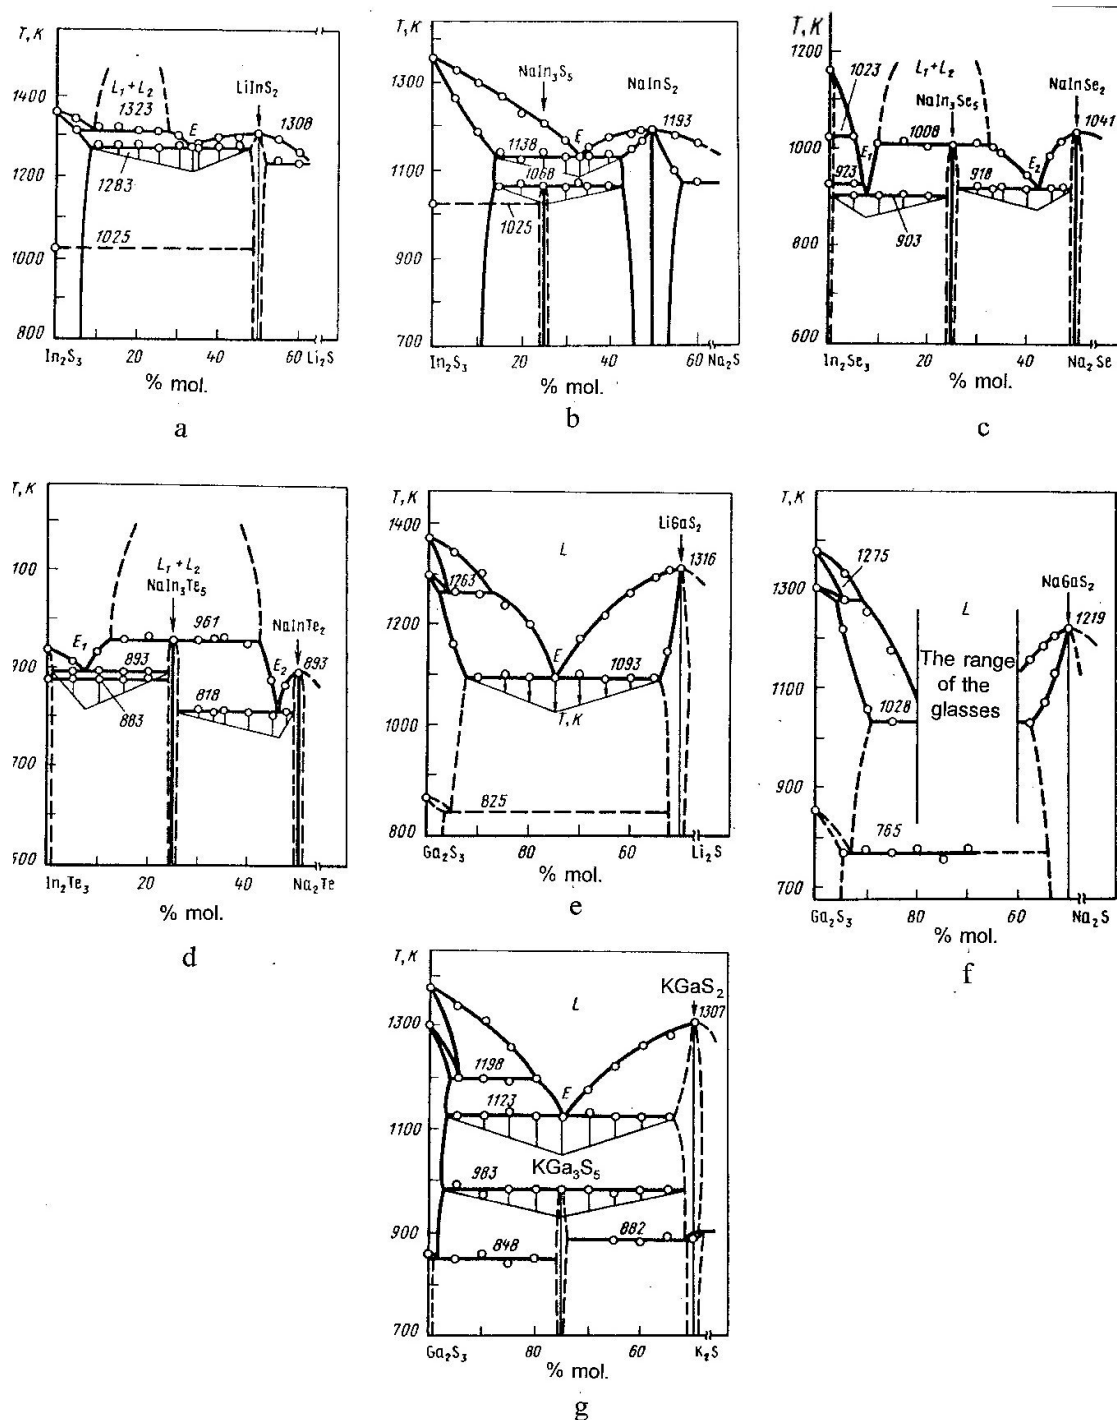 T, K
1400
1200
1000
800
L₁ + L₂
1323
LiInS₂
1308
E
1283
1025
In₂S₃
20
40
60
Li₂S
% mol.
a
T, K
1300
1100
900
700
NaIn₃S₅
NaInS₂
1193
E
1138
1068
1025
In₂S₃
20
40
60
Na₂S
% mol.
b
T, K
1200
1000
800
600
1023
L₁ + L₂
NaIn₃Se₅
NaInSe₂
1041
1008
E₁
E₂
923
918
903
In₂Se₃
20
40
Na₂Se
% mol.
c
T, K
900
700
L₁ + L₂
NaIn₃Te₅
961
NaInTe₂
E₁
893
E₂
893
818
883
In₂Te₃
20
40
Na₂Te
% mol.
d
T, K
1400
1200
1000
800
L
LiGaS₂
1316
1263
E
1093
T, K
825
Ga₂S₃
80
60
Li₂S
% mol.
e
T, K
1300
1100
900
700
1275
NaGaS₂
L
1219
The range
of the
glasses
1028
765
Ga₂S₃
80
60
Na₂S
% mol.
f
T, K
1300
1100
900
700
KGaS₂
L
1307
1198
1123
E
KGa₃S₅
983
882
848
Ga₂S₃
80
60
K₂S
% mol.
g